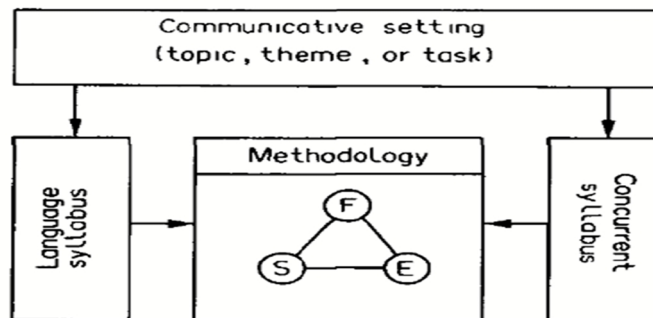 Communicative setting
(topic, theme, or task)
Methodology
Language
syllabus
F
S
E
Concurrent
syllabus